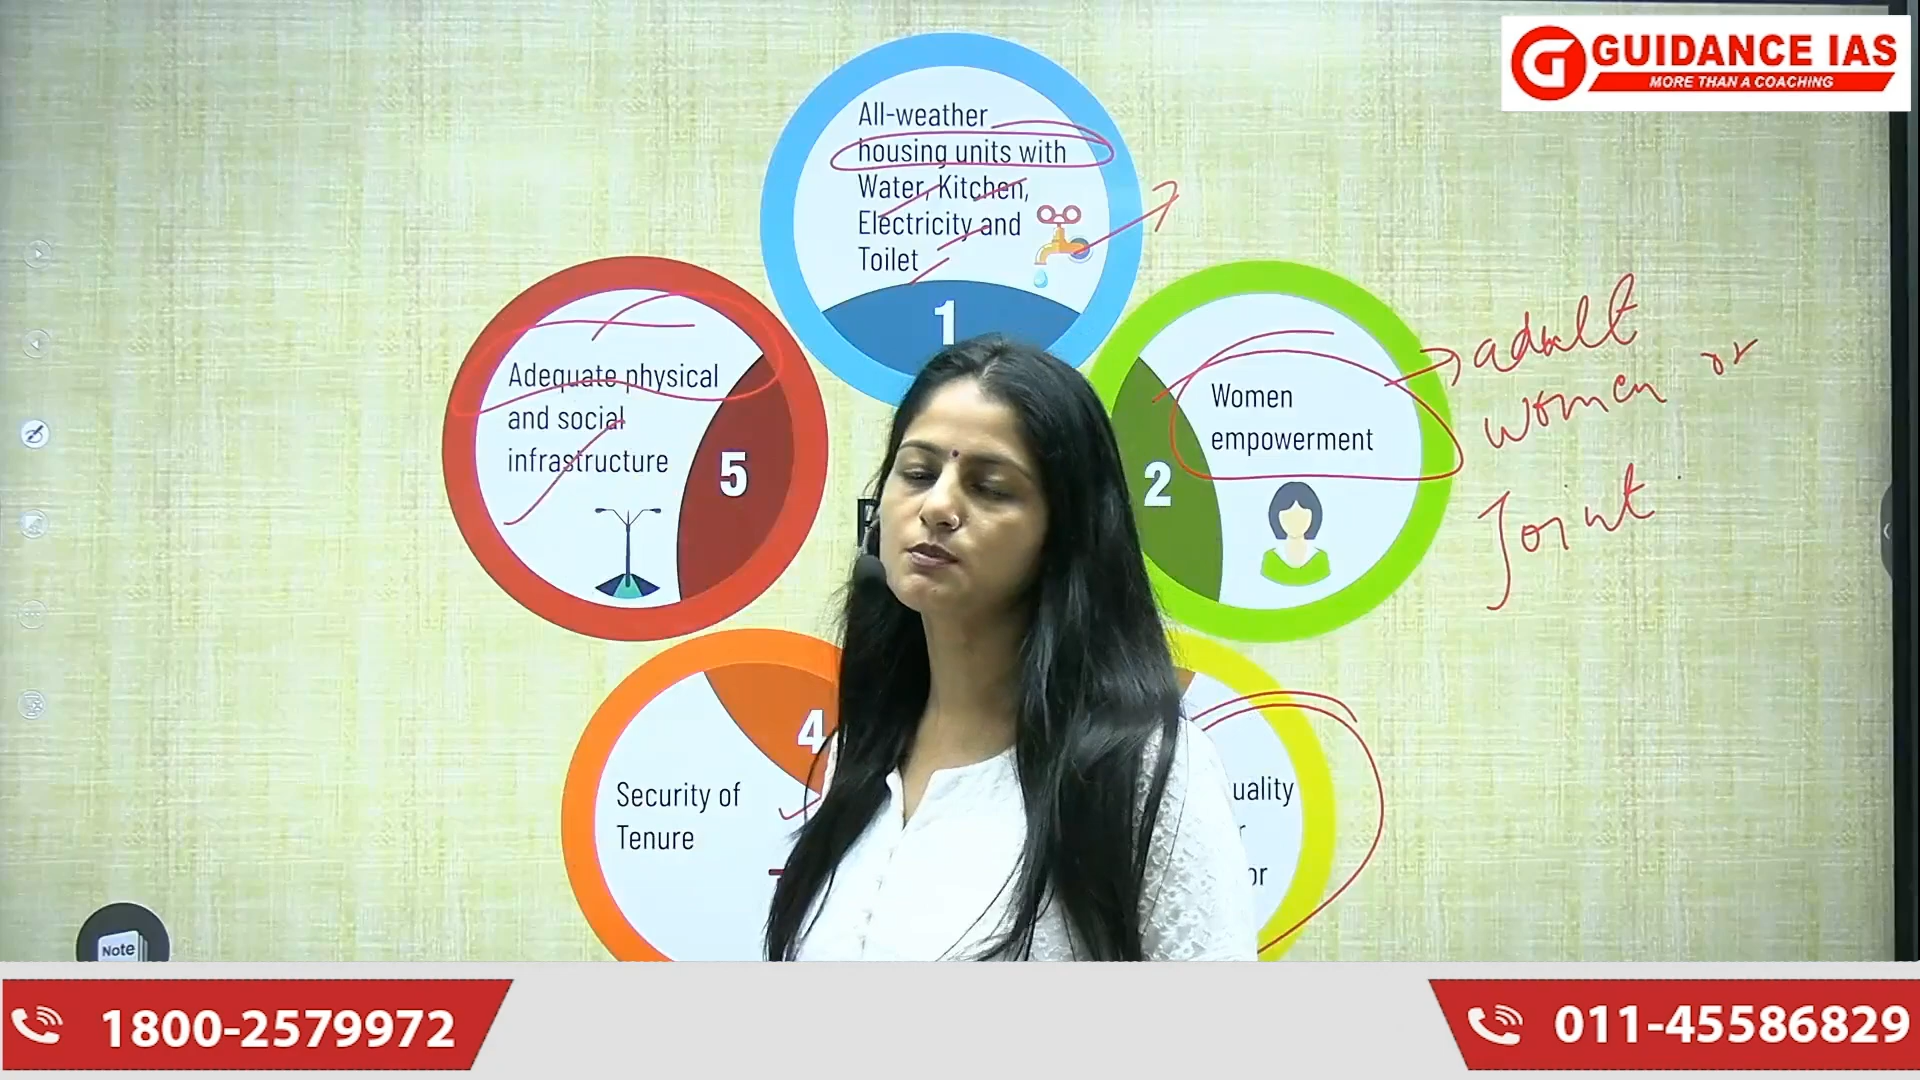 GUIDANCE IAS
MORE THAN A COACHING
All-weather
housing units with
Water, Kitchen,
Electricity and
Toilet
1
Adequate physical
and social
infrastructure
5
Women
empowerment
2
adult
women or
Joint
4
Security of
Tenure
uality
or
Note
1800-2579972
011-45586829